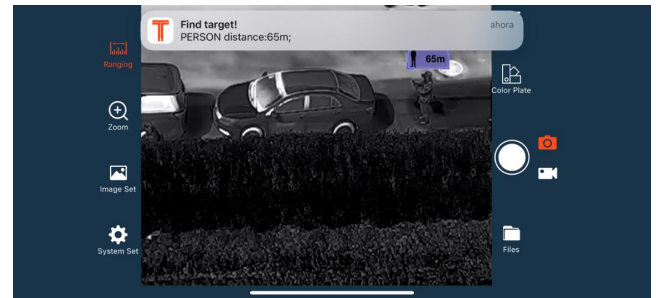 Find target!
ahora
PERSON distance:65m;
Ranging
65m
Color Plate
Zoom
Image Set
System Set
Files